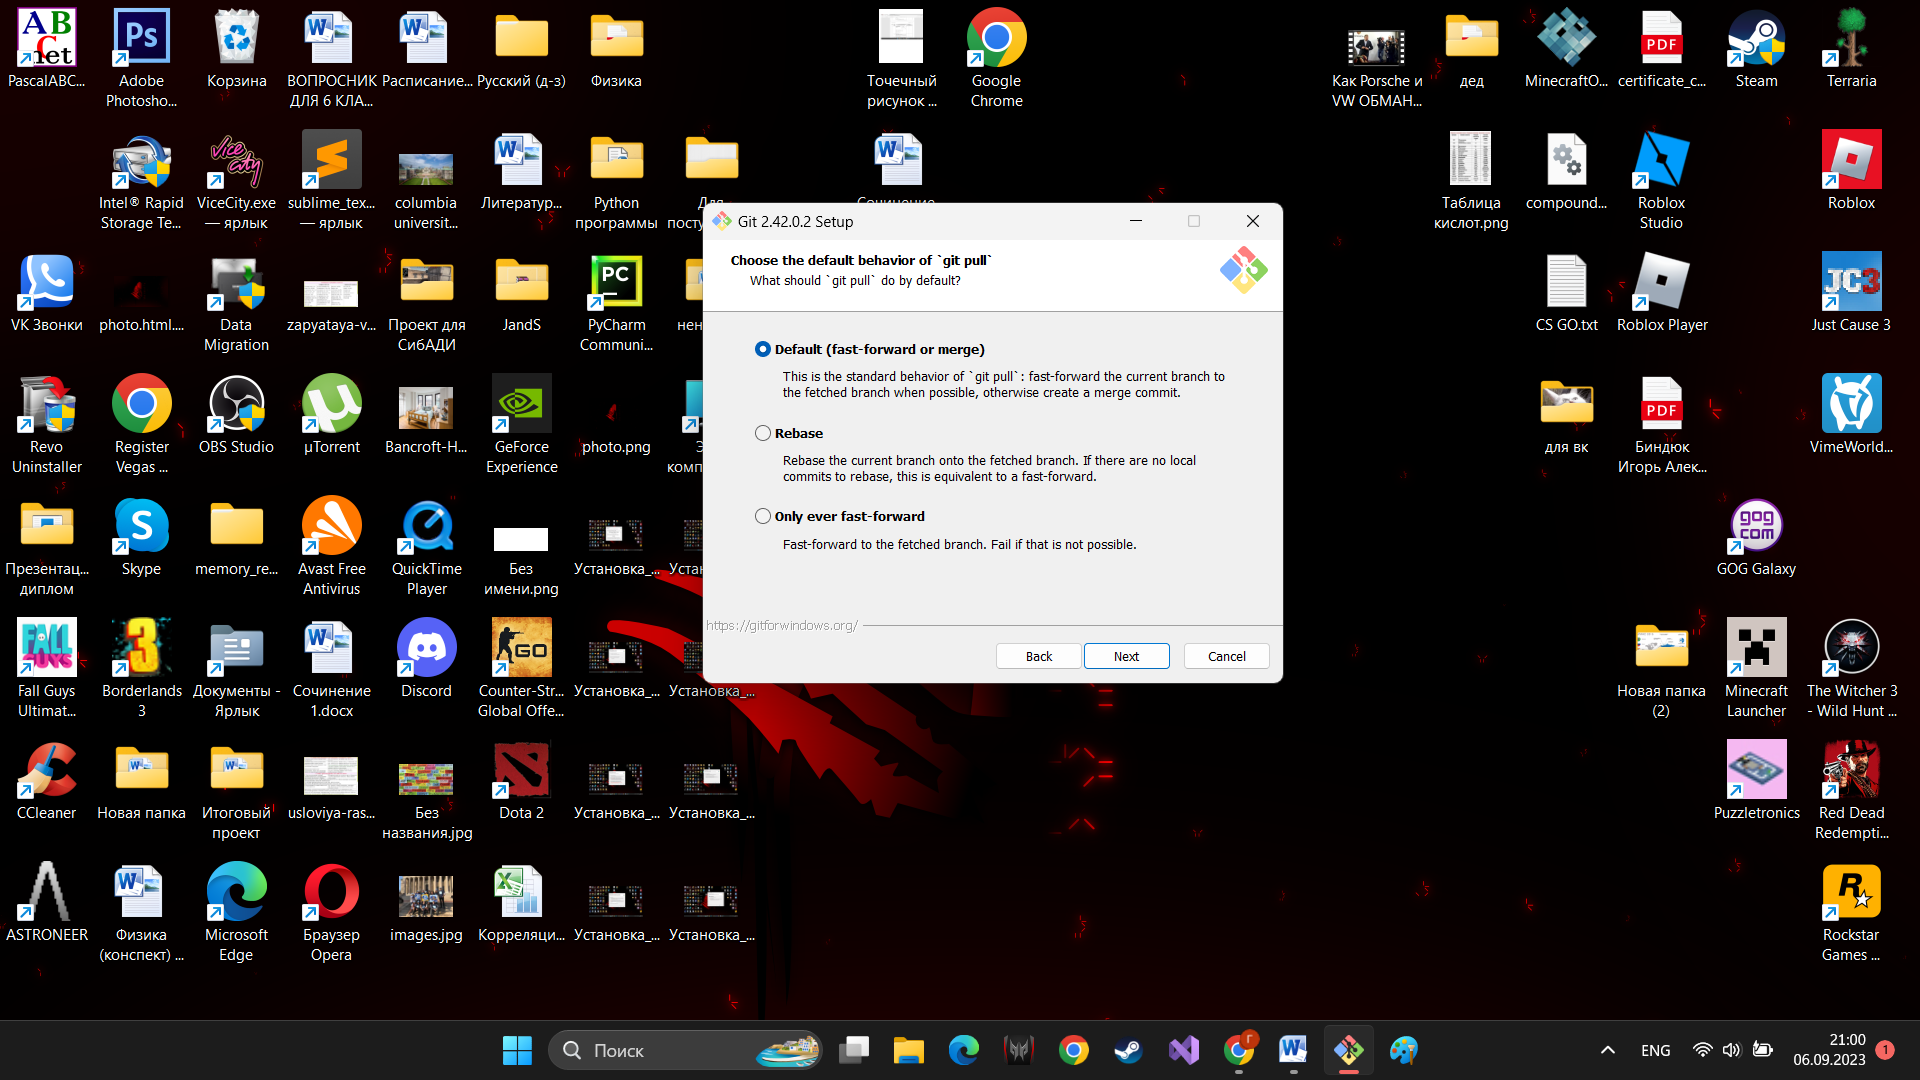 PascalABC...
Adobe
Photosho...
Корзина
ВОПРОСНИК
ДЛЯ 6 КЛА...
Расписание...
Русский (д-з)
Физика
Точечный
рисунок ...
Google
Chrome
Как Porsche и
VW ОБМАН...
дед
MinecraftO...
certificate_c...
Steam
Terraria
Intel® Rapid
Storage Te...
ViceCity.exe
— ярлык
sublime_tex...
— ярлык
columbia
universit...
Литератур...
Python
программы
Для
посту
Сочинение
Таблица
кислот.png
compound...
Roblox
Studio
Roblox
VK Звонки
photo.html....
Data
Migration
zapyataya-v...
Проект для
СибАДИ
JandS
PyCharm
Communi...
нен
CS GO.txt
Roblox Player
Just Cause 3
Revo
Uninstaller
Register
Vegas ...
OBS Studio
µTorrent
Bancroft-H...
GeForce
Experience
photo.png
комп
для вк
Биндюк
Игорь Алек...
VimeWorld...
Презентац...
диплом
Skype
memory_re...
Avast Free
Antivirus
QuickTime
Player
Без
имени.png
Установка_...
Устан
GOG Galaxy
Fall Guys
Ultimat...
Borderlands
3
Документы -
Ярлык
Сочинение
1.docx
Discord
Counter-Str...
Global Offe...
Установка_...
Установка_...
Новая папка
(2)
Minecraft
Launcher
The Witcher 3
- Wild Hunt ...
CCleaner
Новая папка
Итоговый
проект
usloviya-ras...
Без
названия.jpg
Dota 2
Установка_...
Установка_...
Puzzletronics
Red Dead
Redempti...
ASTRONEER
Физика
(конспект) ...
Microsoft
Edge
Браузер
Opera
images.jpg
Корреляци...
Установка_...
Установка_...
Rockstar
Games ...
Git 2.42.0.2 Setup
Choose the default behavior of `git pull`
What should `git pull` do by default?
Default (fast-forward or merge)
This is the standard behavior of `git pull`: fast-forward the current branch to
the fetched branch when possible, otherwise create a merge commit.
Rebase
Rebase the current branch onto the fetched branch. If there are no local
commits to rebase, this is equivalent to a fast-forward.
Only ever fast-forward
Fast-forward to the fetched branch. Fail if that is not possible.
https://gitforwindows.org/
Back
Next
Cancel
Поиск
ENG
21:00
06.09.2023
1